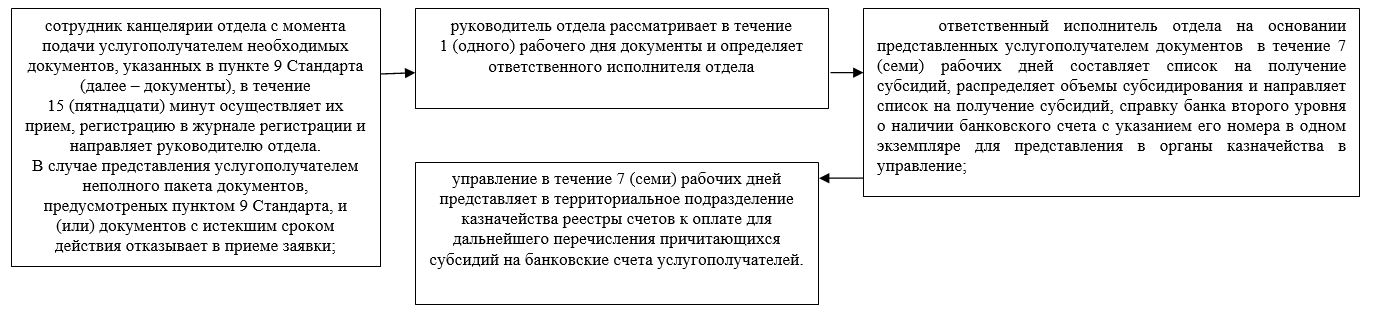 сотрудник канцелярии отдела с момента
подачи услугополучателем необходимых
документов, указанных в пункте 9 Стандарта
(далее – документы), в течение
15 (пятнадцати) минут осуществляет их
прием, регистрацию в журнале регистрации и
направляет руководителю отдела.
В случае представления услугополучателем
неполного пакета документов,
предусмотреных пунктом 9 Стандарта, и
(или) документов с истекшим сроком
действия отказывает в приеме заявки;
руководитель отдела рассматривает в течение
1 (одного) рабочего дня документы и определяет
ответственного исполнителя отдела
ответственный исполнитель отдела на основании
представленных услугополучателем документов в течение 7
(семи) рабочих дней составляет список на получение
субсидий, распределяет объемы субсидирования и направляет
список на получение субсидий, справку банка второго уровня
о наличии банковского счета с указанием его номера в одном
экземпляре для представления в органы казначейства в
управление;
управление в течение 7 (семи) рабочих дней
представляет в территориальное подразделение
казначейства реестры счетов к оплате для
дальнейшего перечисления причитающихся
субсидий на банковские счета услугополучателей.